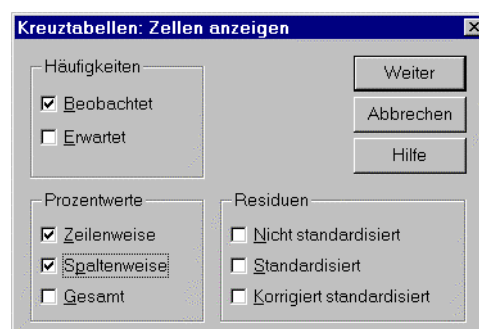 Kreuztabellen: Zellen anzeigen
Häufigkeiten
Beobachtet
Erwartet
Weiter
Abbrechen
Hilfe
Prozentwerte
Zeilenweise
Spaltenweise
Gesamt
Residuen
Nicht standardisiert
Standardisiert
Korrigiert standardisiert